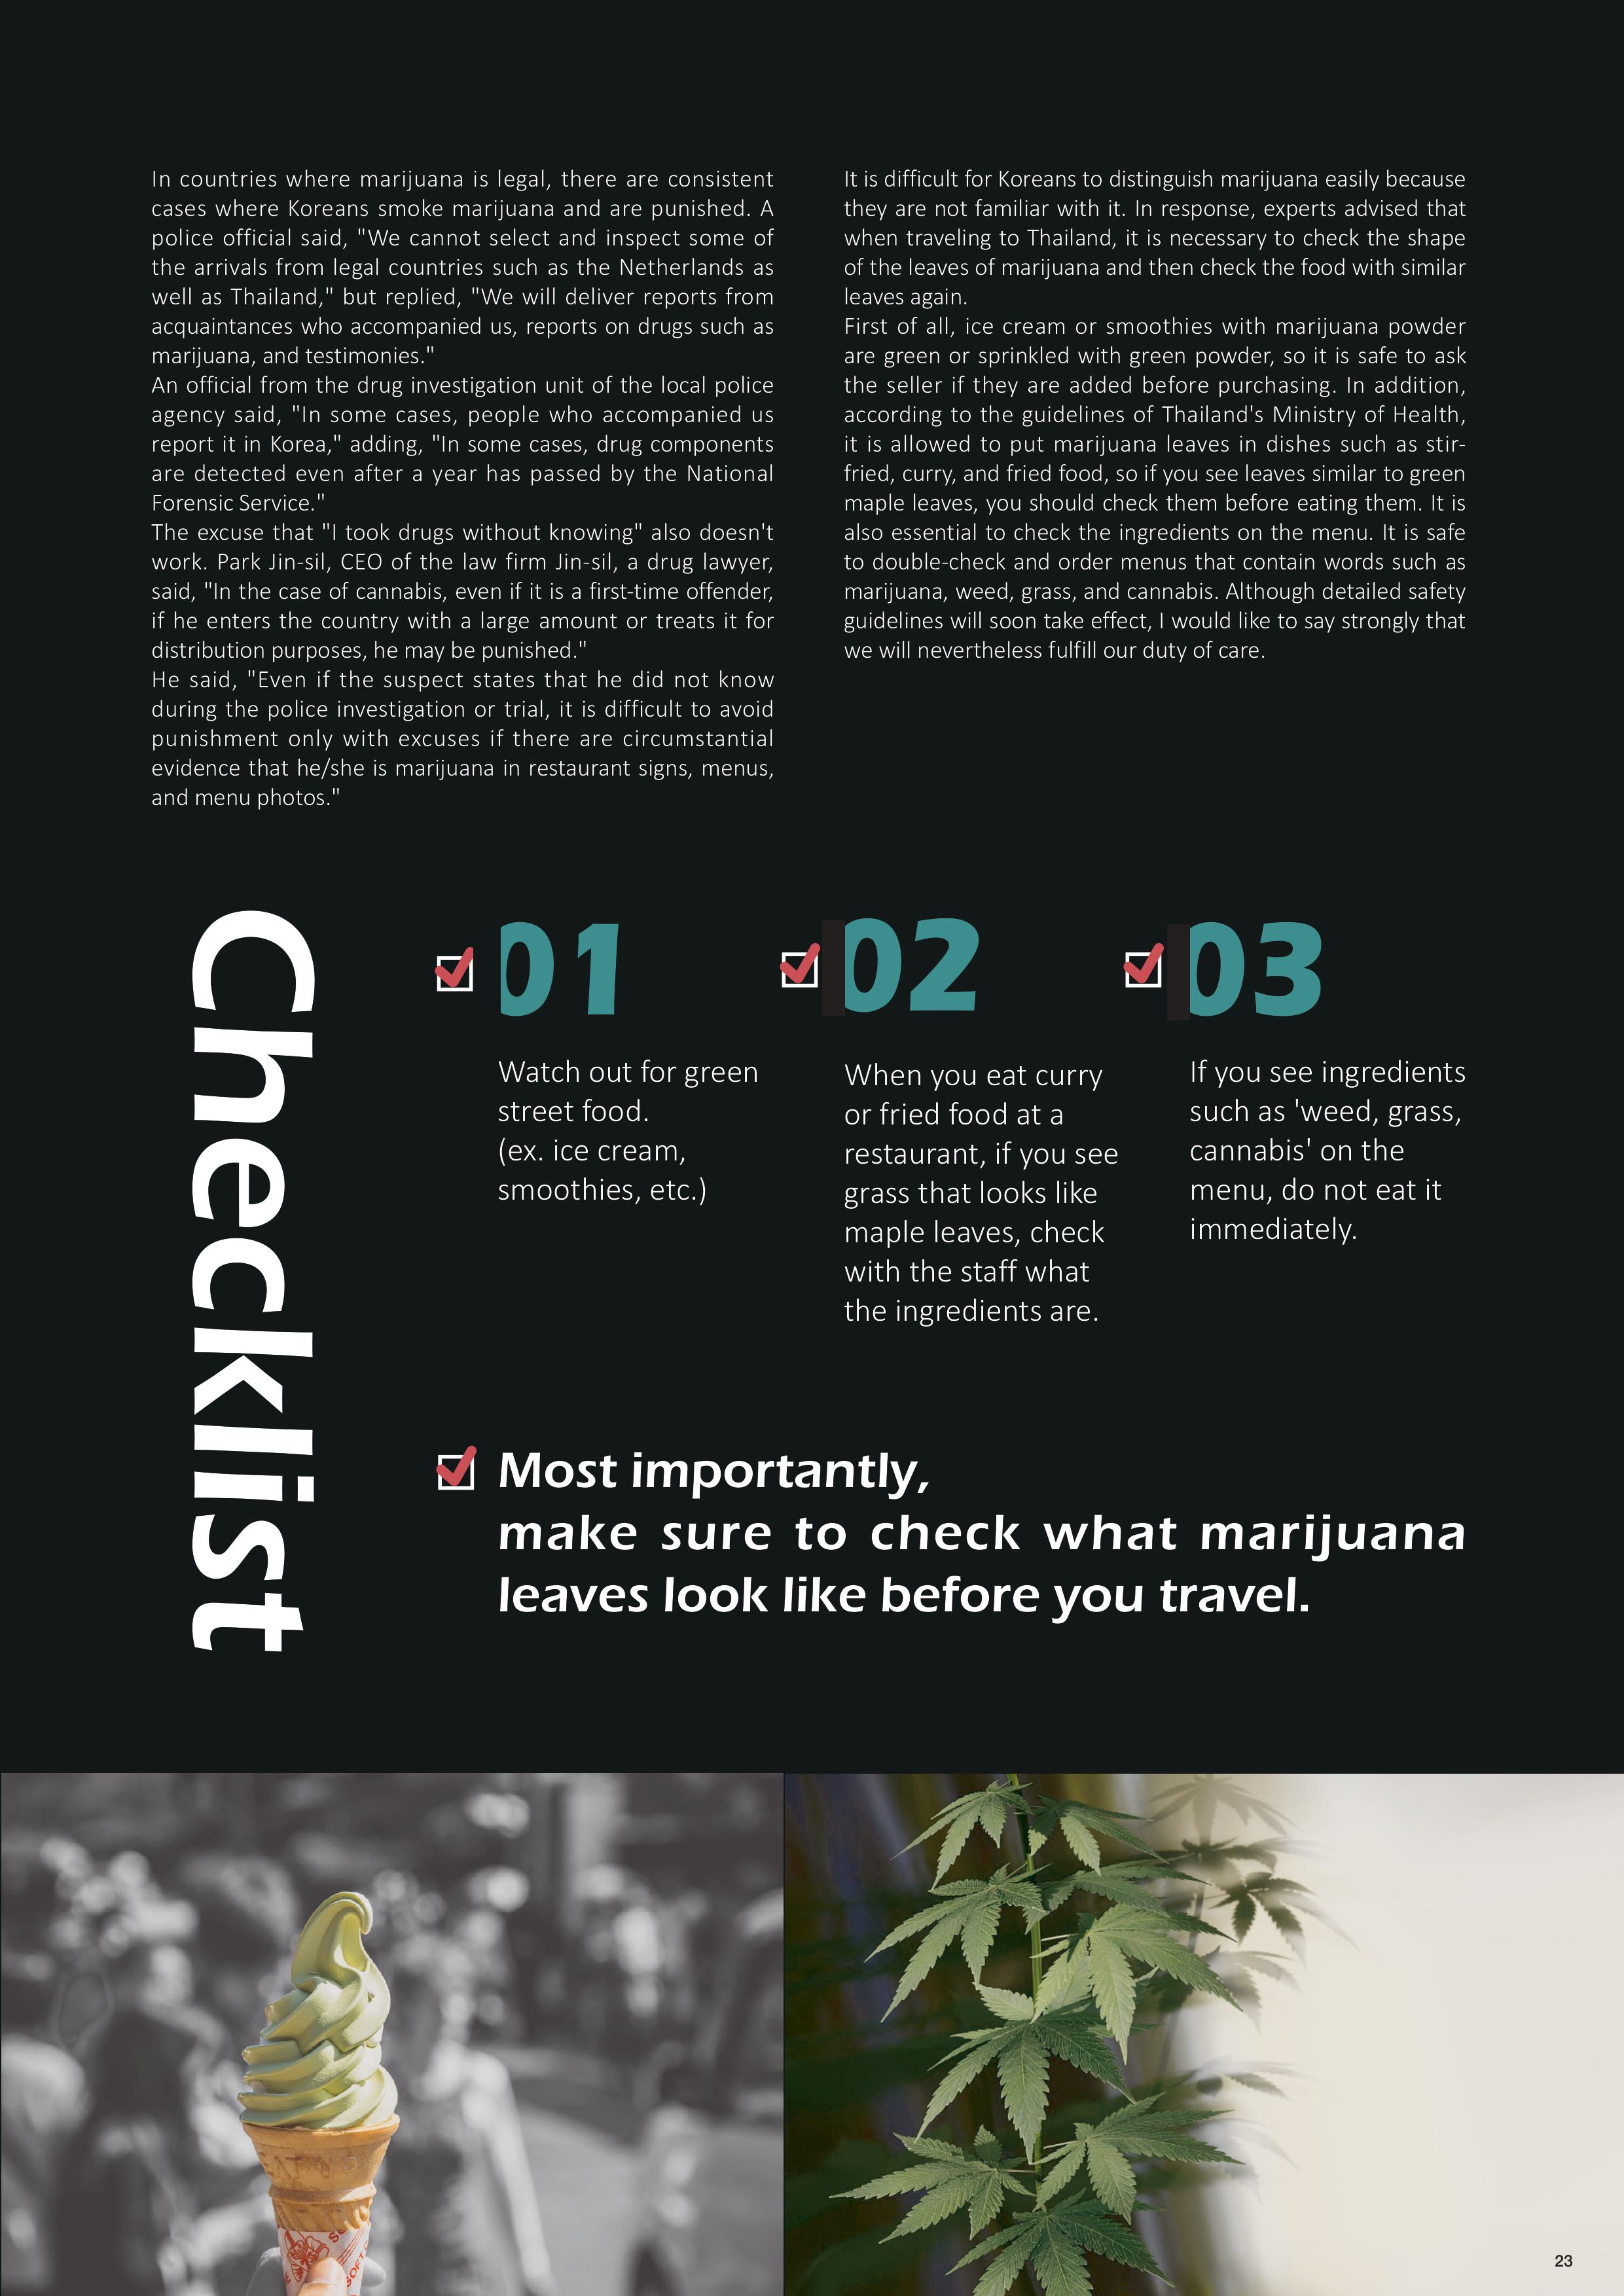 In countries where marijuana is legal, there are consistent
cases where Koreans smoke marijuana and are punished. A
police official said, "We cannot select and inspect some of
the arrivals from legal countries such as the Netherlands as
well as Thailand," but replied, "We will deliver reports from
acquaintances who accompanied us, reports on drugs such as
marijuana, and testimonies."
An official from the drug investigation unit of the local police
agency said, "In some cases, people who accompanied us
report it in Korea," adding, "In some cases, drug components
are detected even after a year has passed by the National
Forensic Service."
The excuse that "I took drugs without knowing" also doesn't
work. Park Jin-sil, CEO of the law firm Jin-sil, a drug lawyer,
said, "In the case of cannabis, even if it is a first-time offender,
if he enters the country with a large amount or treats it for
distribution purposes, he may be punished."
He said, "Even if the suspect states that he did not know
during the police investigation or trial, it is difficult to avoid
punishment only with excuses if there are circumstantial
evidence that he/she is marijuana in restaurant signs, menus,
and menu photos."
It is difficult for Koreans to distinguish marijuana easily because
they are not familiar with it. In response, experts advised that
when traveling to Thailand, it is necessary to check the shape
of the leaves of marijuana and then check the food with similar
leaves again.
First of all, ice cream or smoothies with marijuana powder
are green or sprinkled with green powder, so it is safe to ask
the seller if they are added before purchasing. In addition,
according to the guidelines of Thailand's Ministry of Health,
it is allowed to put marijuana leaves in dishes such as stir-
fried, curry, and fried food, so if you see leaves similar to green
maple leaves, you should check them before eating them. It is
also essential to check the ingredients on the menu. It is safe
to double-check and order menus that contain words such as
marijuana, weed, grass, and cannabis. Although detailed safety
guidelines will soon take effect, I would like to say strongly that
we will nevertheless fulfill our duty of care.
Checklist
01
Watch out for green
street food.
(ex. ice cream,
smoothies, etc.)
02
When you eat curry
or fried food at a
restaurant, if you see
grass that looks like
maple leaves, check
with the staff what
the ingredients are.
03
If you see ingredients
such as 'weed, grass,
cannabis' on the
menu, do not eat it
immediately.
Most importantly,
make sure to check what marijuana
leaves look like before you travel.
23